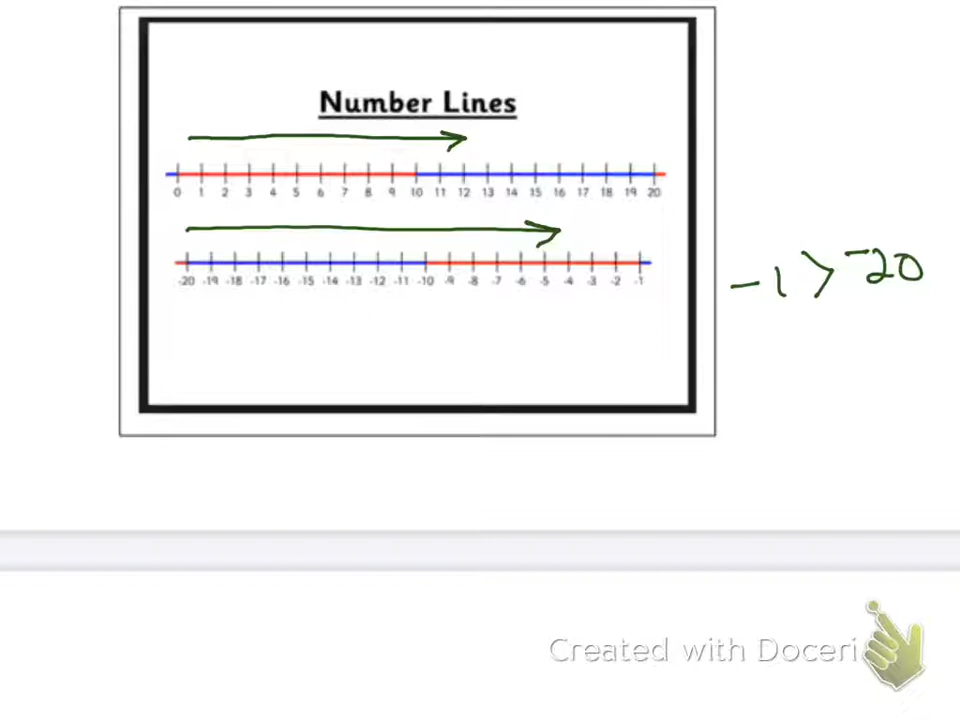 Number Lines
0 1 2 3 4 5 6 7 8 9 10 11 12 13 14 15 16 17 18 19 20
-20 -19 -18 -17 -16 -15 -14 -13 -12 -11 -10 -9 -8 -7 -6 -5 -4 -3 -2 -1
-1 > -20
Created with Doceri